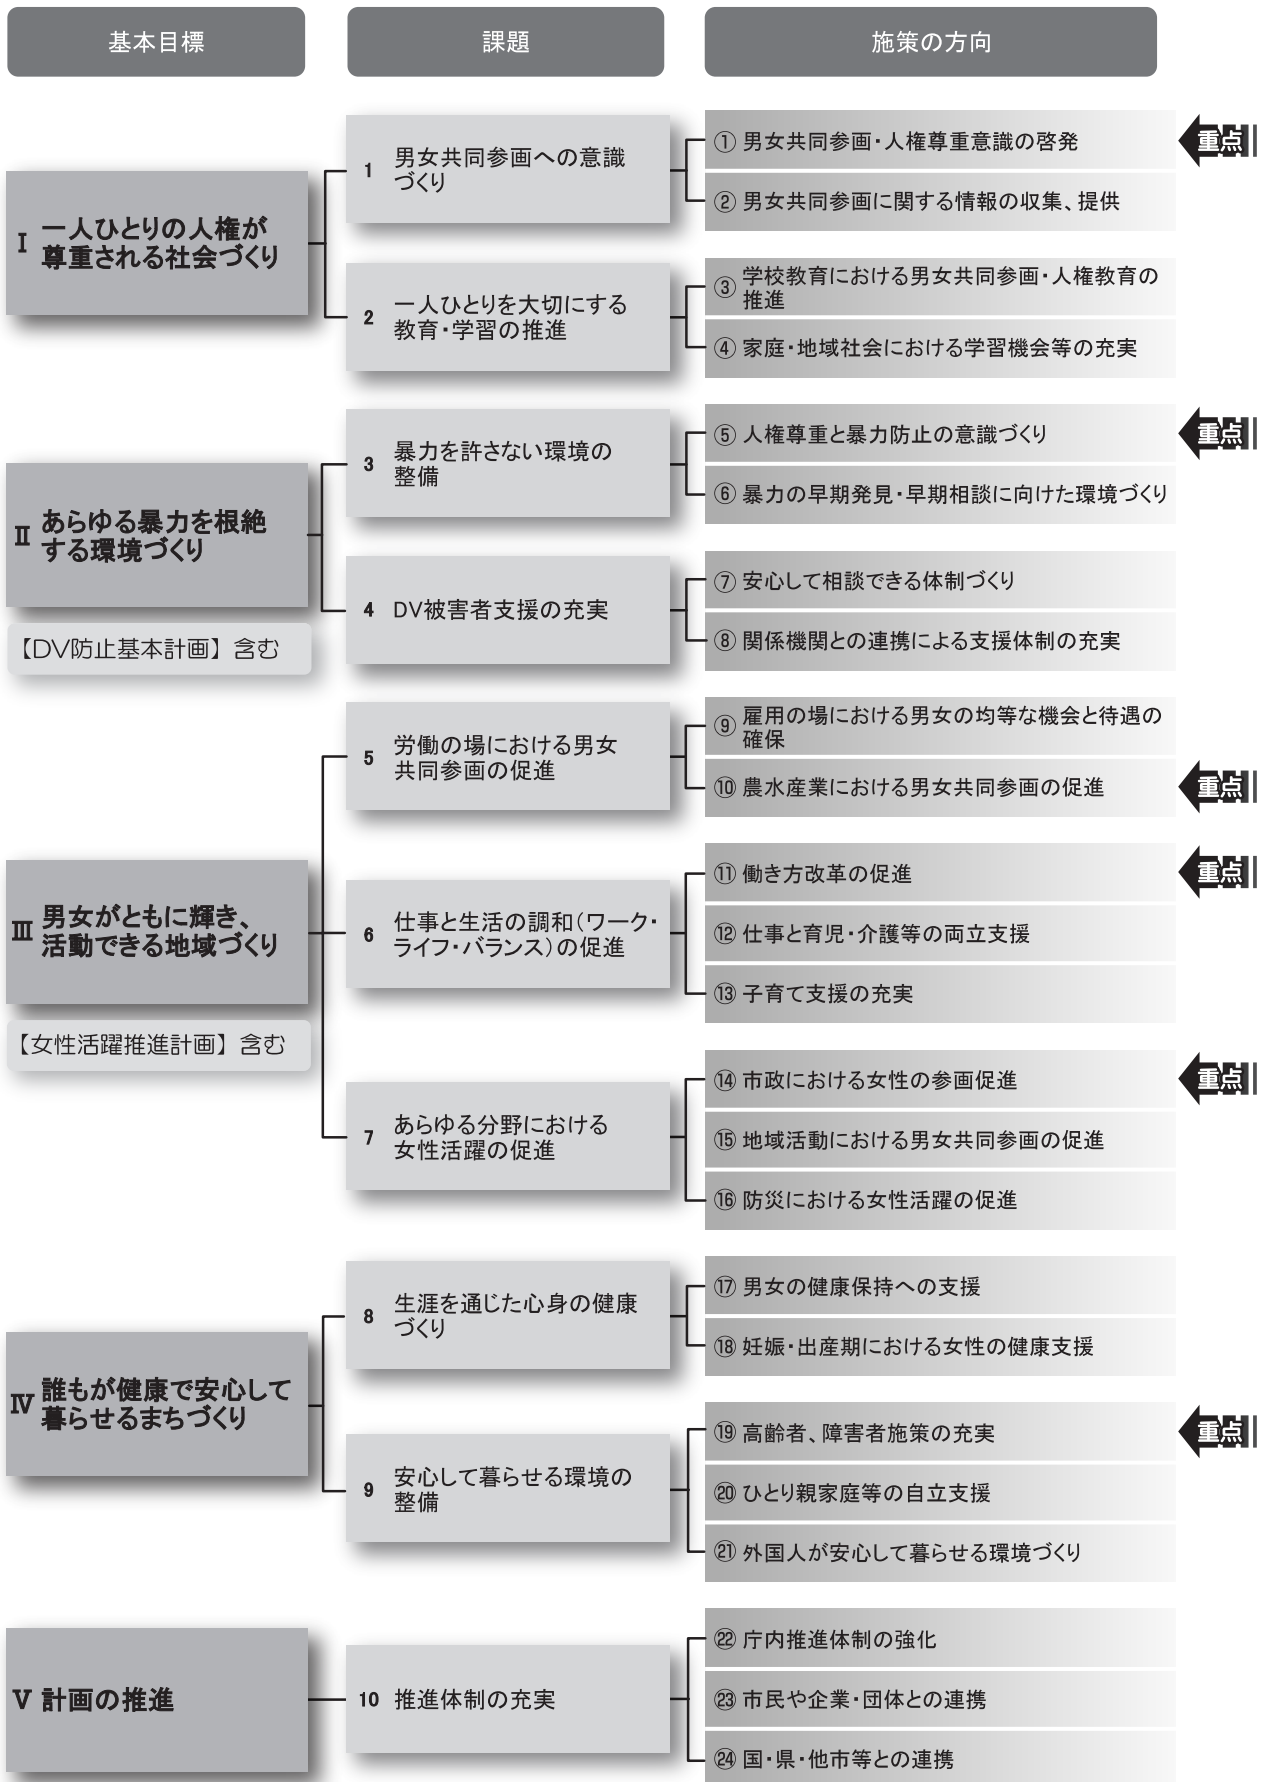 基本目標
課題
施策の方向
Ⅰ 一人ひとりの人権が
尊重される社会づくり
1 男女共同参画への意識
づくり
① 男女共同参画・人権尊重意識の啓発
重点
② 男女共同参画に関する情報の収集、提供
2 一人ひとりを大切にする
教育・学習の推進
③ 学校教育における男女共同参画・人権教育の
推進
④ 家庭・地域社会における学習機会等の充実
Ⅱ あらゆる暴力を根絶
する環境づくり
【DV防止基本計画】含む
3 暴力を許さない環境の
整備
⑤ 人権尊重と暴力防止の意識づくり
重点
⑥ 暴力の早期発見・早期相談に向けた環境づくり
4 DV被害者支援の充実
⑦ 安心して相談できる体制づくり
⑧ 関係機関との連携による支援体制の充実
Ⅲ 男女がともに輝き、
活動できる地域づくり
【女性活躍推進計画】含む
5 労働の場における男女
共同参画の促進
⑨ 雇用の場における男女の均等な機会と待遇の
確保
⑩ 農水産業における男女共同参画の促進
重点
6 仕事と生活の調和(ワーク・
ライフ・バランス)の促進
⑪ 働き方改革の促進
重点
⑫ 仕事と育児・介護等の両立支援
⑬ 子育て支援の充実
7 あらゆる分野における
女性活躍の促進
⑭ 市政における女性の参画促進
重点
⑮ 地域活動における男女共同参画の促進
⑯ 防災における女性活躍の促進
Ⅳ 誰もが健康で安心して
暮らせるまちづくり
8 生涯を通じた心身の健康
づくり
⑰ 男女の健康保持への支援
⑱ 妊娠・出産期における女性の健康支援
9 安心して暮らせる環境の
整備
⑲ 高齢者、障害者施策の充実
重点
⑳ ひとり親家庭等の自立支援
㉑ 外国人が安心して暮らせる環境づくり
Ⅴ 計画の推進
10 推進体制の充実
㉒ 庁内推進体制の強化
㉓ 市民や企業・団体との連携
㉔ 国・県・他市等との連携